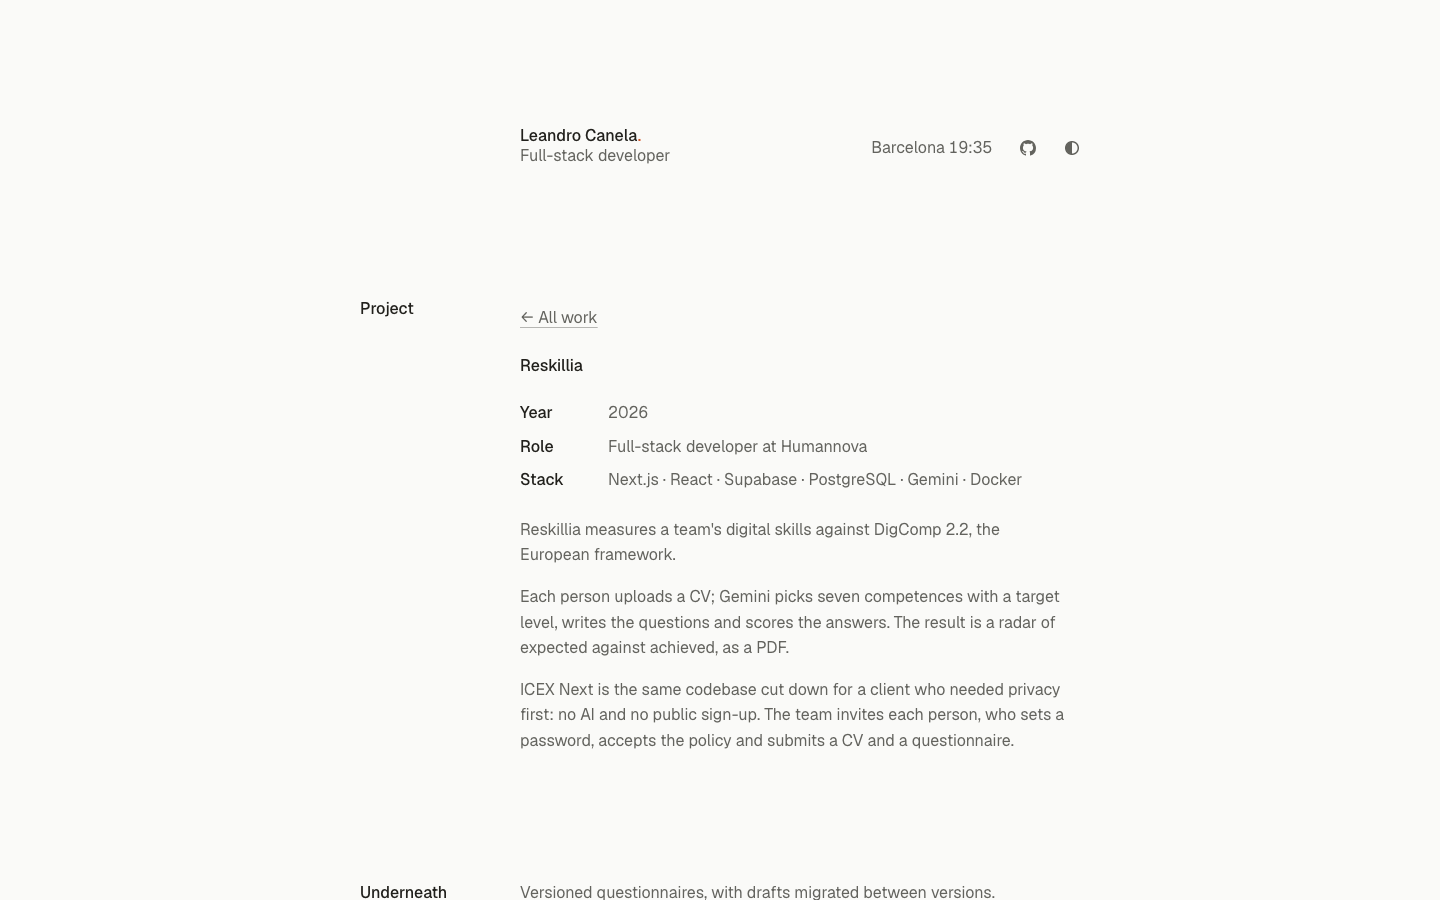 Leandro Canela.
Full-stack developer
Barcelona 19:35
Project
← All work
Reskillia
Year 2026
Role Full-stack developer at Humannova
Stack Next.js · React · Supabase · PostgreSQL · Gemini · Docker
Reskillia measures a team's digital skills against DigComp 2.2, the
European framework.
Each person uploads a CV; Gemini picks seven competences with a target
level, writes the questions and scores the answers. The result is a radar of
expected against achieved, as a PDF.
ICEX Next is the same codebase cut down for a client who needed privacy
first: no AI and no public sign-up. The team invites each person, who sets a
password, accepts the policy and submits a CV and a questionnaire.
Underneath
Versioned questionnaires, with drafts migrated between versions.